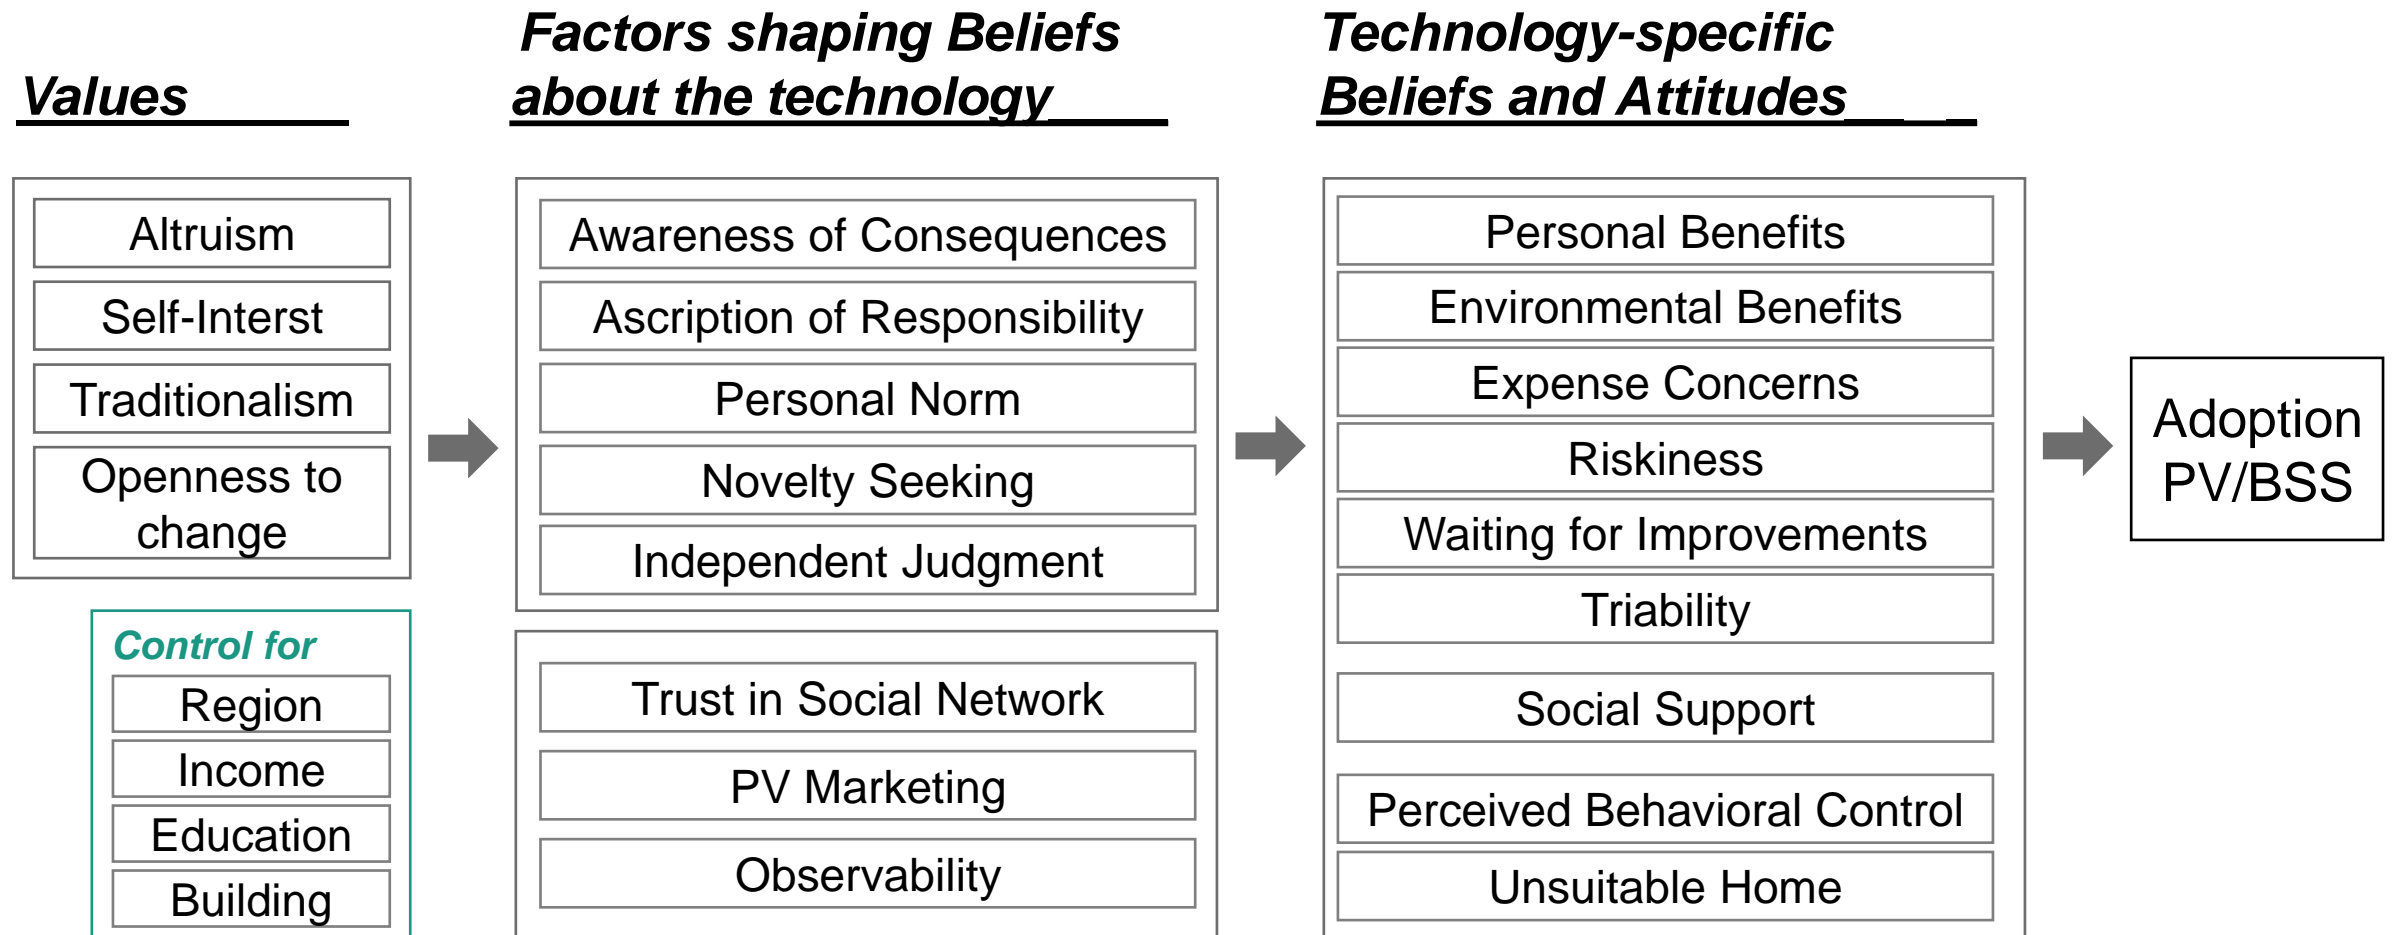 Values
Factors shaping Beliefs
about the technology
Technology-specific
Beliefs and Attitudes
Altruism
Self-Interst
Traditionalism
Openness to
change
Control for
Region
Income
Education
Building
Awareness of Consequences
Ascription of Responsibility
Personal Norm
Novelty Seeking
Independent Judgment
Trust in Social Network
PV Marketing
Observability
Personal Benefits
Environmental Benefits
Expense Concerns
Riskiness
Waiting for Improvements
Triability
Social Support
Perceived Behavioral Control
Unsuitable Home
Adoption
PV/BSS